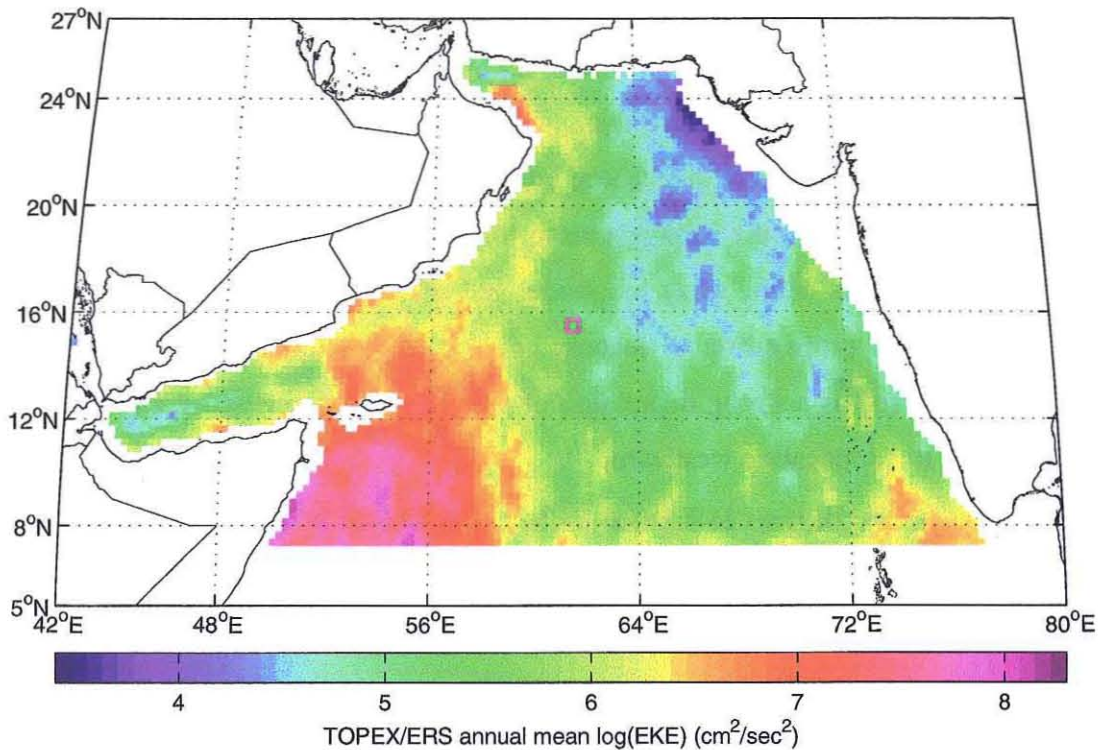 27°N
24°N
20°N
16°N
12°N
8°N
5°N
42°E 48°E 56°E 64°E 72°E 80°E
4 5 6 7 8
TOPEX/ERS annual mean log(EKE) (cm²/sec²)